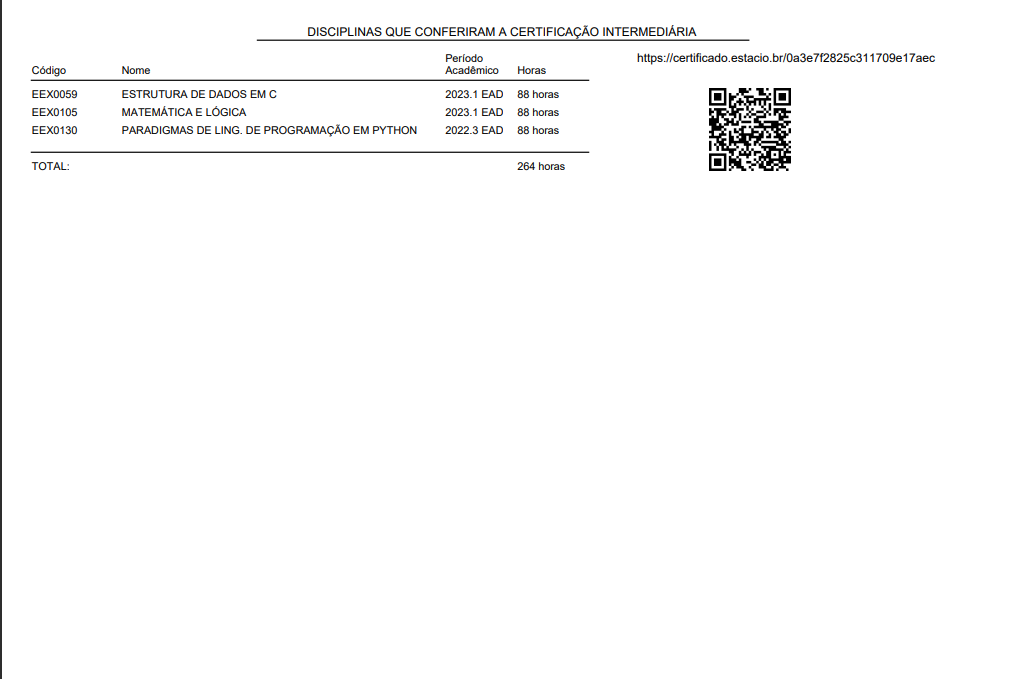 DISCIPLINAS QUE CONFERIRAM A CERTIFICAÇÃO INTERMEDIÁRIA
https://certificado.estacio.br/0a3e7f2825c311709e17aec
Código Nome Período Acadêmico Horas
EEX0059 ESTRUTURA DE DADOS EM C 2023.1 EAD 88 horas
EEX0105 MATEMÁTICA E LÓGICA 2023.1 EAD 88 horas
EEX0130 PARADIGMAS DE LING. DE PROGRAMAÇÃO EM PYTHON 2022.3 EAD 88 horas
TOTAL: 264 horas